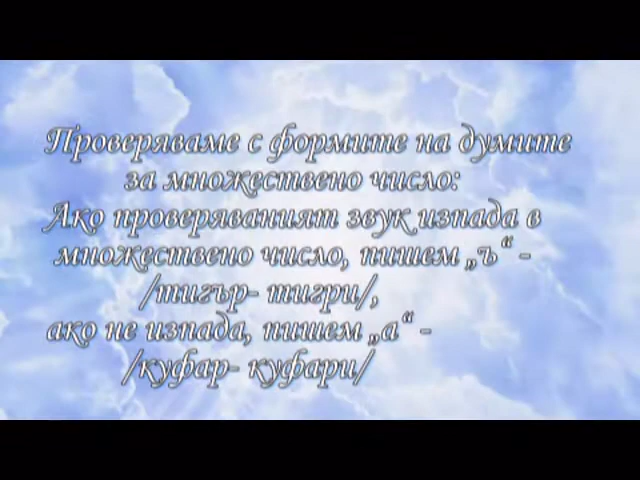 Проверяваме с формите на думите
за множествено число:
Ако проверяваният звук изпада в
множествено число, пишем „ъ“ -
/тигър- тигри/,
ако не изпада, пишем „а“ -
/куфар- куфари/